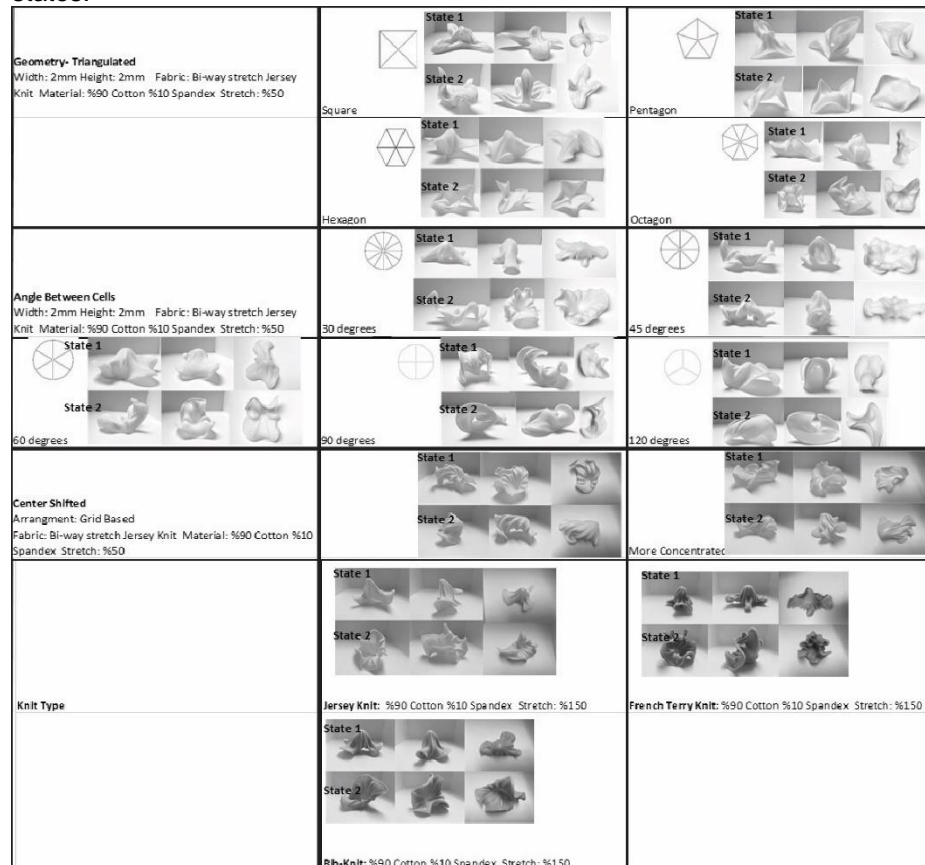 Geometry- Triangulated
Width: 2mm Height: 2mm Fabric: Bi-way stretch Jersey
Knit Material: %90 Cotton %10 Spandex Stretch: %50
State 1
State 2
Square
State 1
State 2
Pentagon
State 1
State 2
Hexagon
State 1
State 2
Octagon
Angle Between Cells
Width: 2mm Height: 2mm Fabric: Bi-way stretch Jersey
Knit Material: %90 Cotton %10 Spandex Stretch: %50
State 1
State 2
30 degrees
State 1
State 2
45 degrees
State 1
State 2
60 degrees
State 1
State 2
90 degrees
State 1
State 2
120 degrees
Center Shifted
Arrangment: Grid Based
Fabric: Bi-way stretch Jersey Knit Material: %90 Cotton %10
Spandex Stretch: %50
State 1
State 2
State 1
State 2
More Concentrated
Knit Type
State 1
State 2
Jersey Knit: %90 Cotton %10 Spandex Stretch: %150
State 1
State 2
French Terry Knit: %90 Cotton %10 Spandex Stretch: %150
State 1
State 2
Rib-Knit: %90 Cotton %10 Spandex Stretch: %150